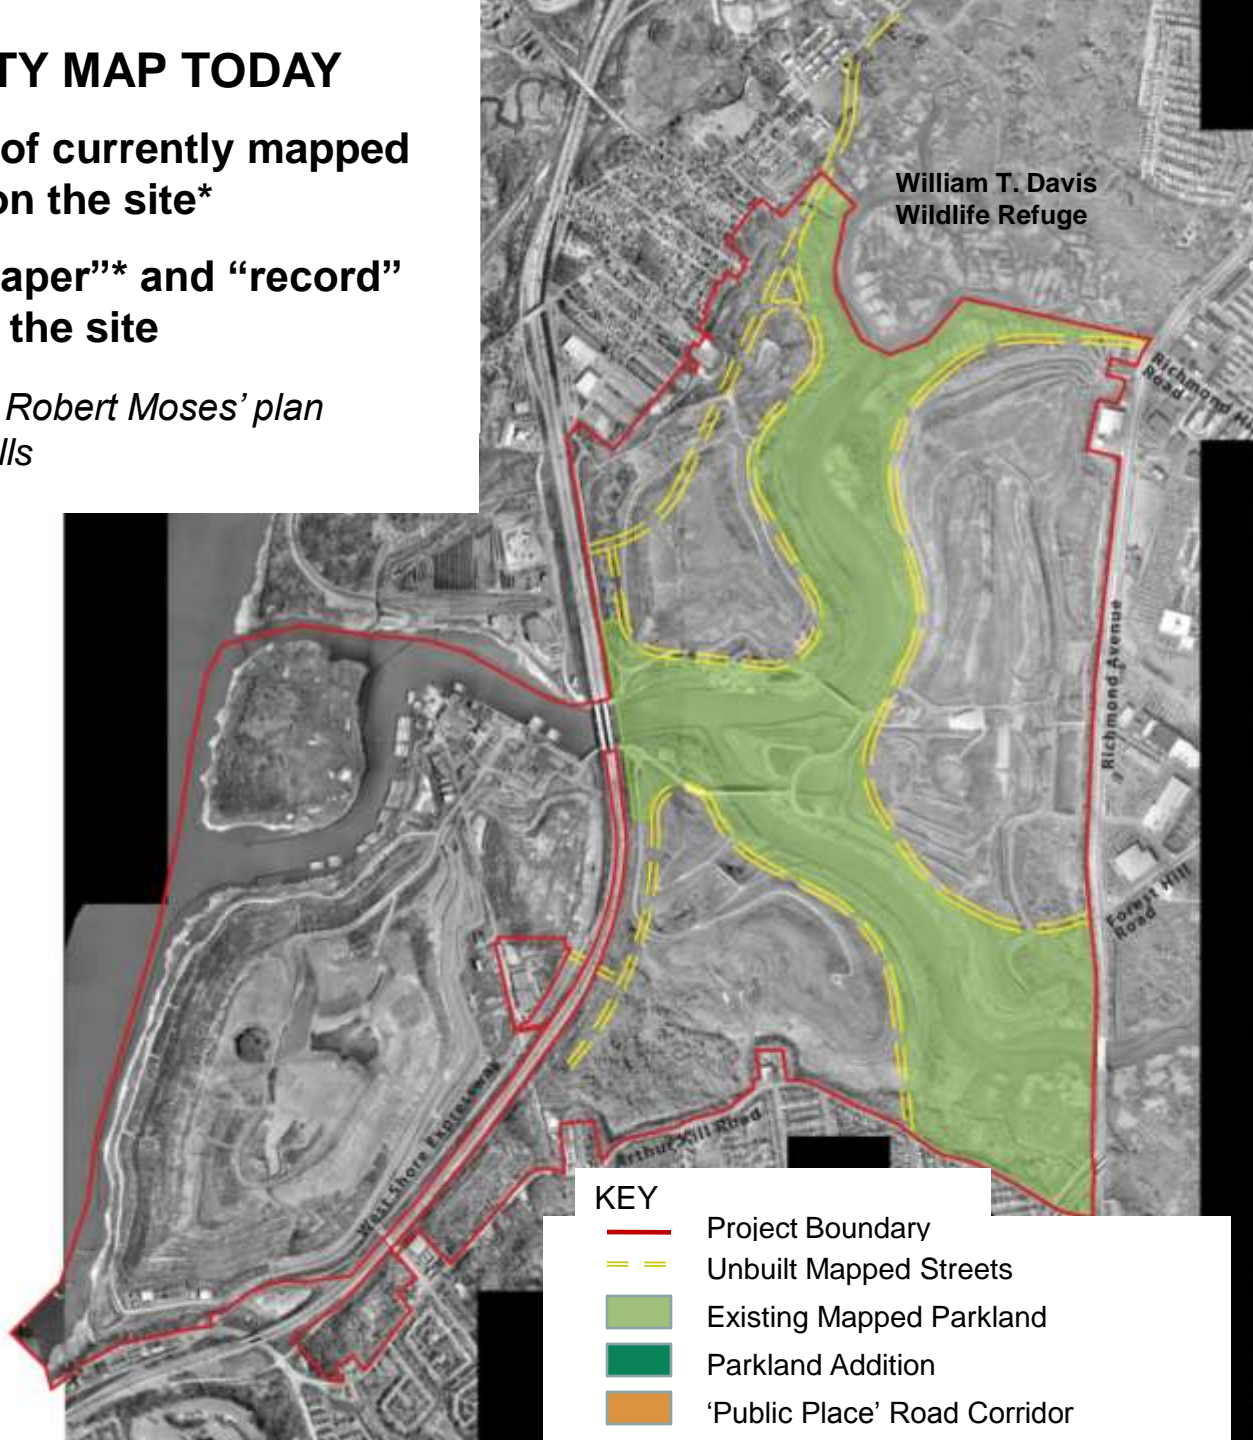 TY MAP TODAY
of currently mapped
on the site*
aper”* and “record”
the site
Robert Moses’ plan
lls
William T. Davis
Wildlife Refuge
Richmond Hill
Road
Richmond Avenue
Forest Hill
Road
West Shore Expressway
Arthur Kill Road
KEY
Project Boundary
Unbuilt Mapped Streets
Existing Mapped Parkland
Parkland Addition
‘Public Place’ Road Corridor